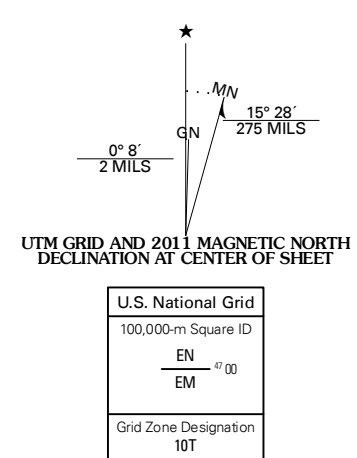 ★
MN
15° 28´
275 MILS
GN
0° 8´
2 MILS
UTM GRID AND 2011 MAGNETIC NORTH
DECLINATION AT CENTER OF SHEET
U.S. National Grid
100,000-m Square ID
EN
47 00
EM
Grid Zone Designation
10T